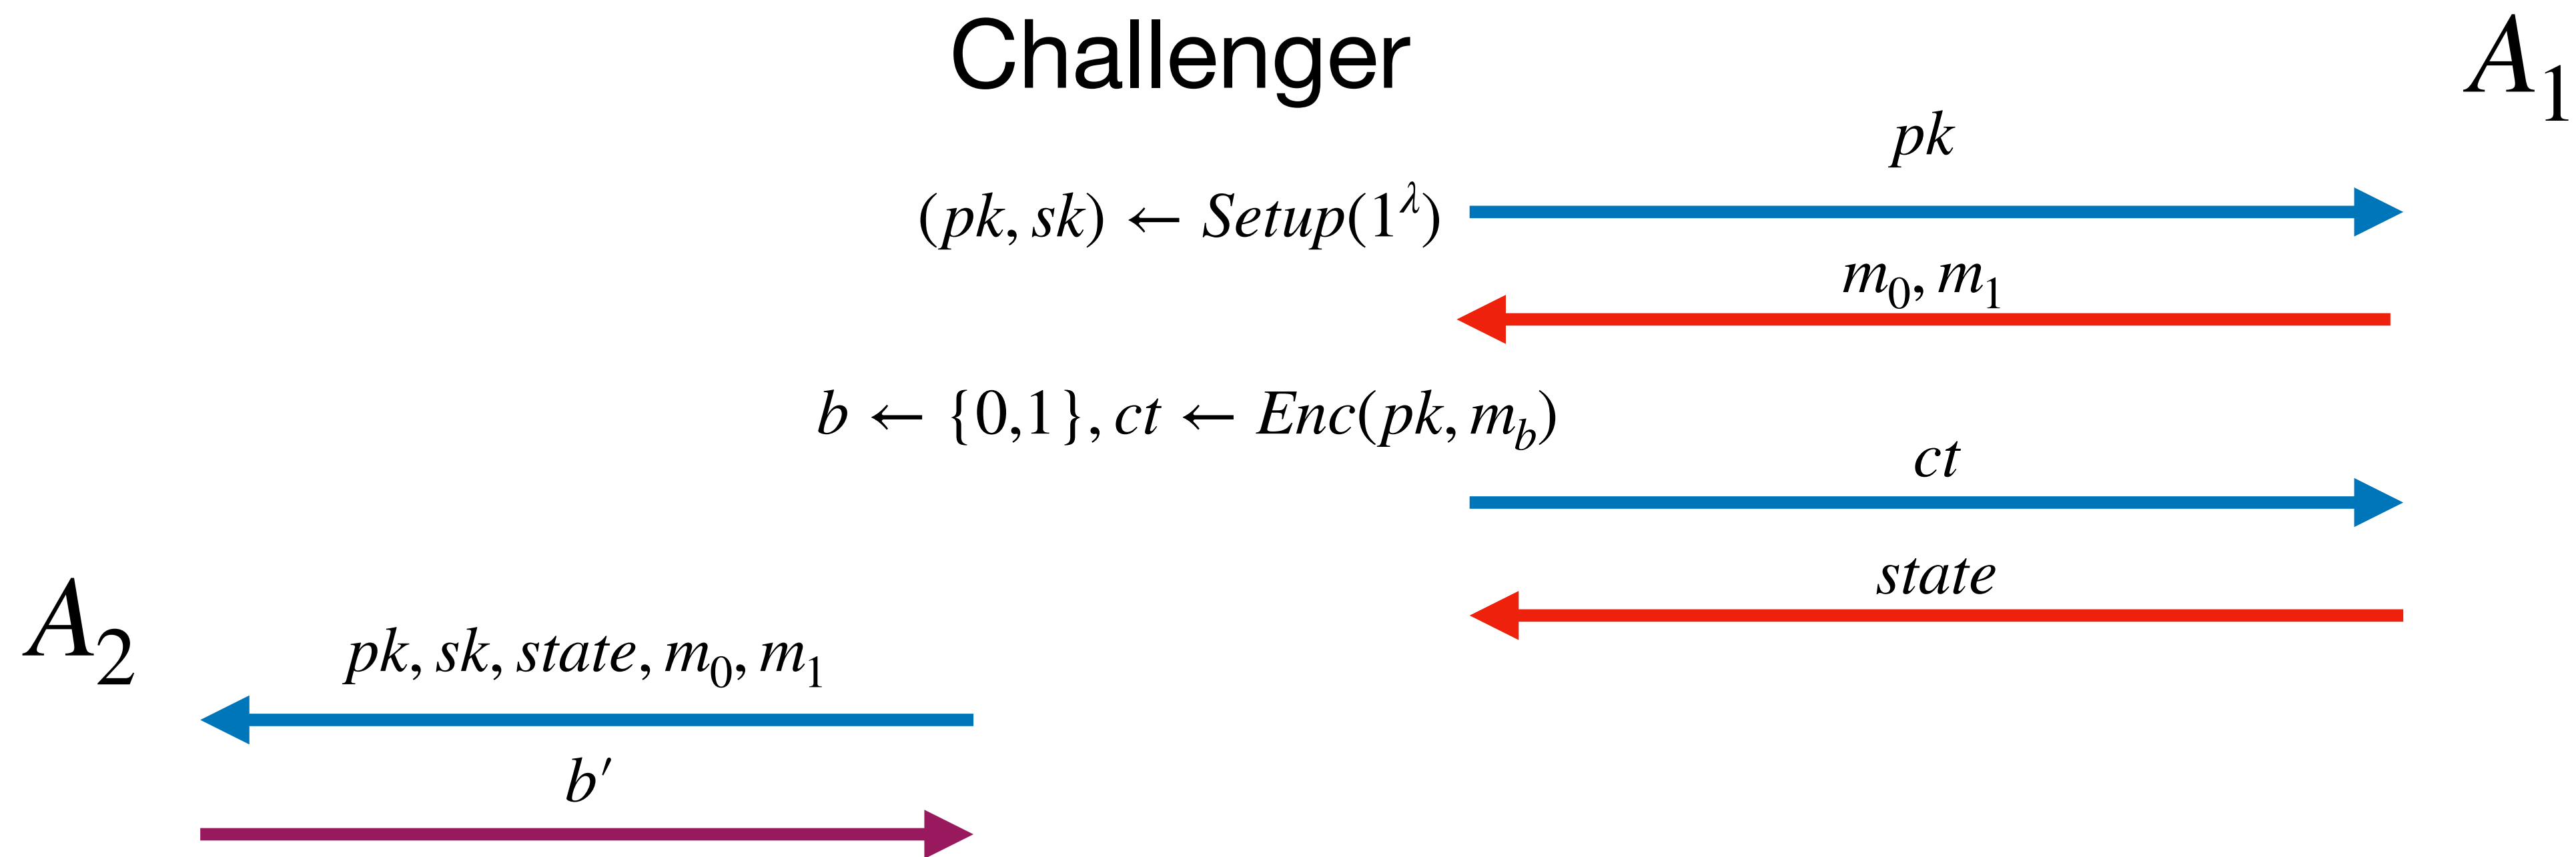 Challenger
A₁
pk
(pk, sk) ← Setup(1^λ)
m₀, m₁
b ← {0,1}, ct ← Enc(pk, m_b)
ct
state
A₂
pk, sk, state, m₀, m₁
b′